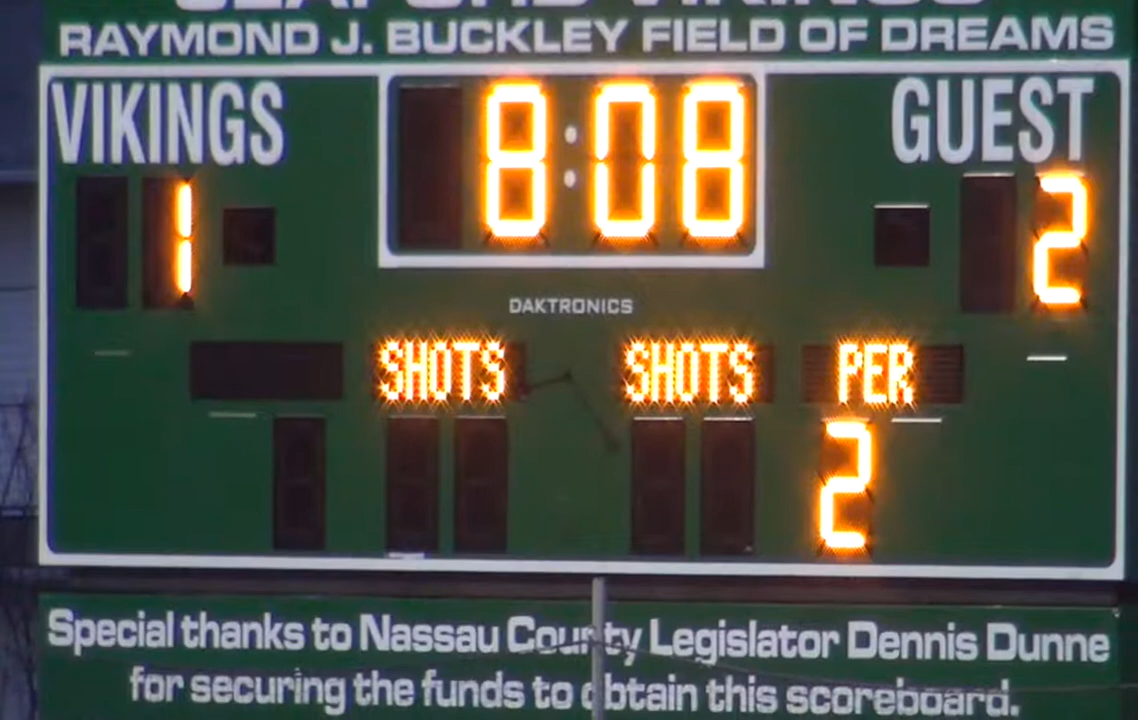 RAYMOND J. BUCKLEY FIELD OF DREAMS
VIKINGS 8:08 GUEST
1 2
DAKTRONICS
SHOTS SHOTS PER
2
Special thanks to Nassau County Legislator Dennis Dunne
for securing the funds to obtain this scoreboard.